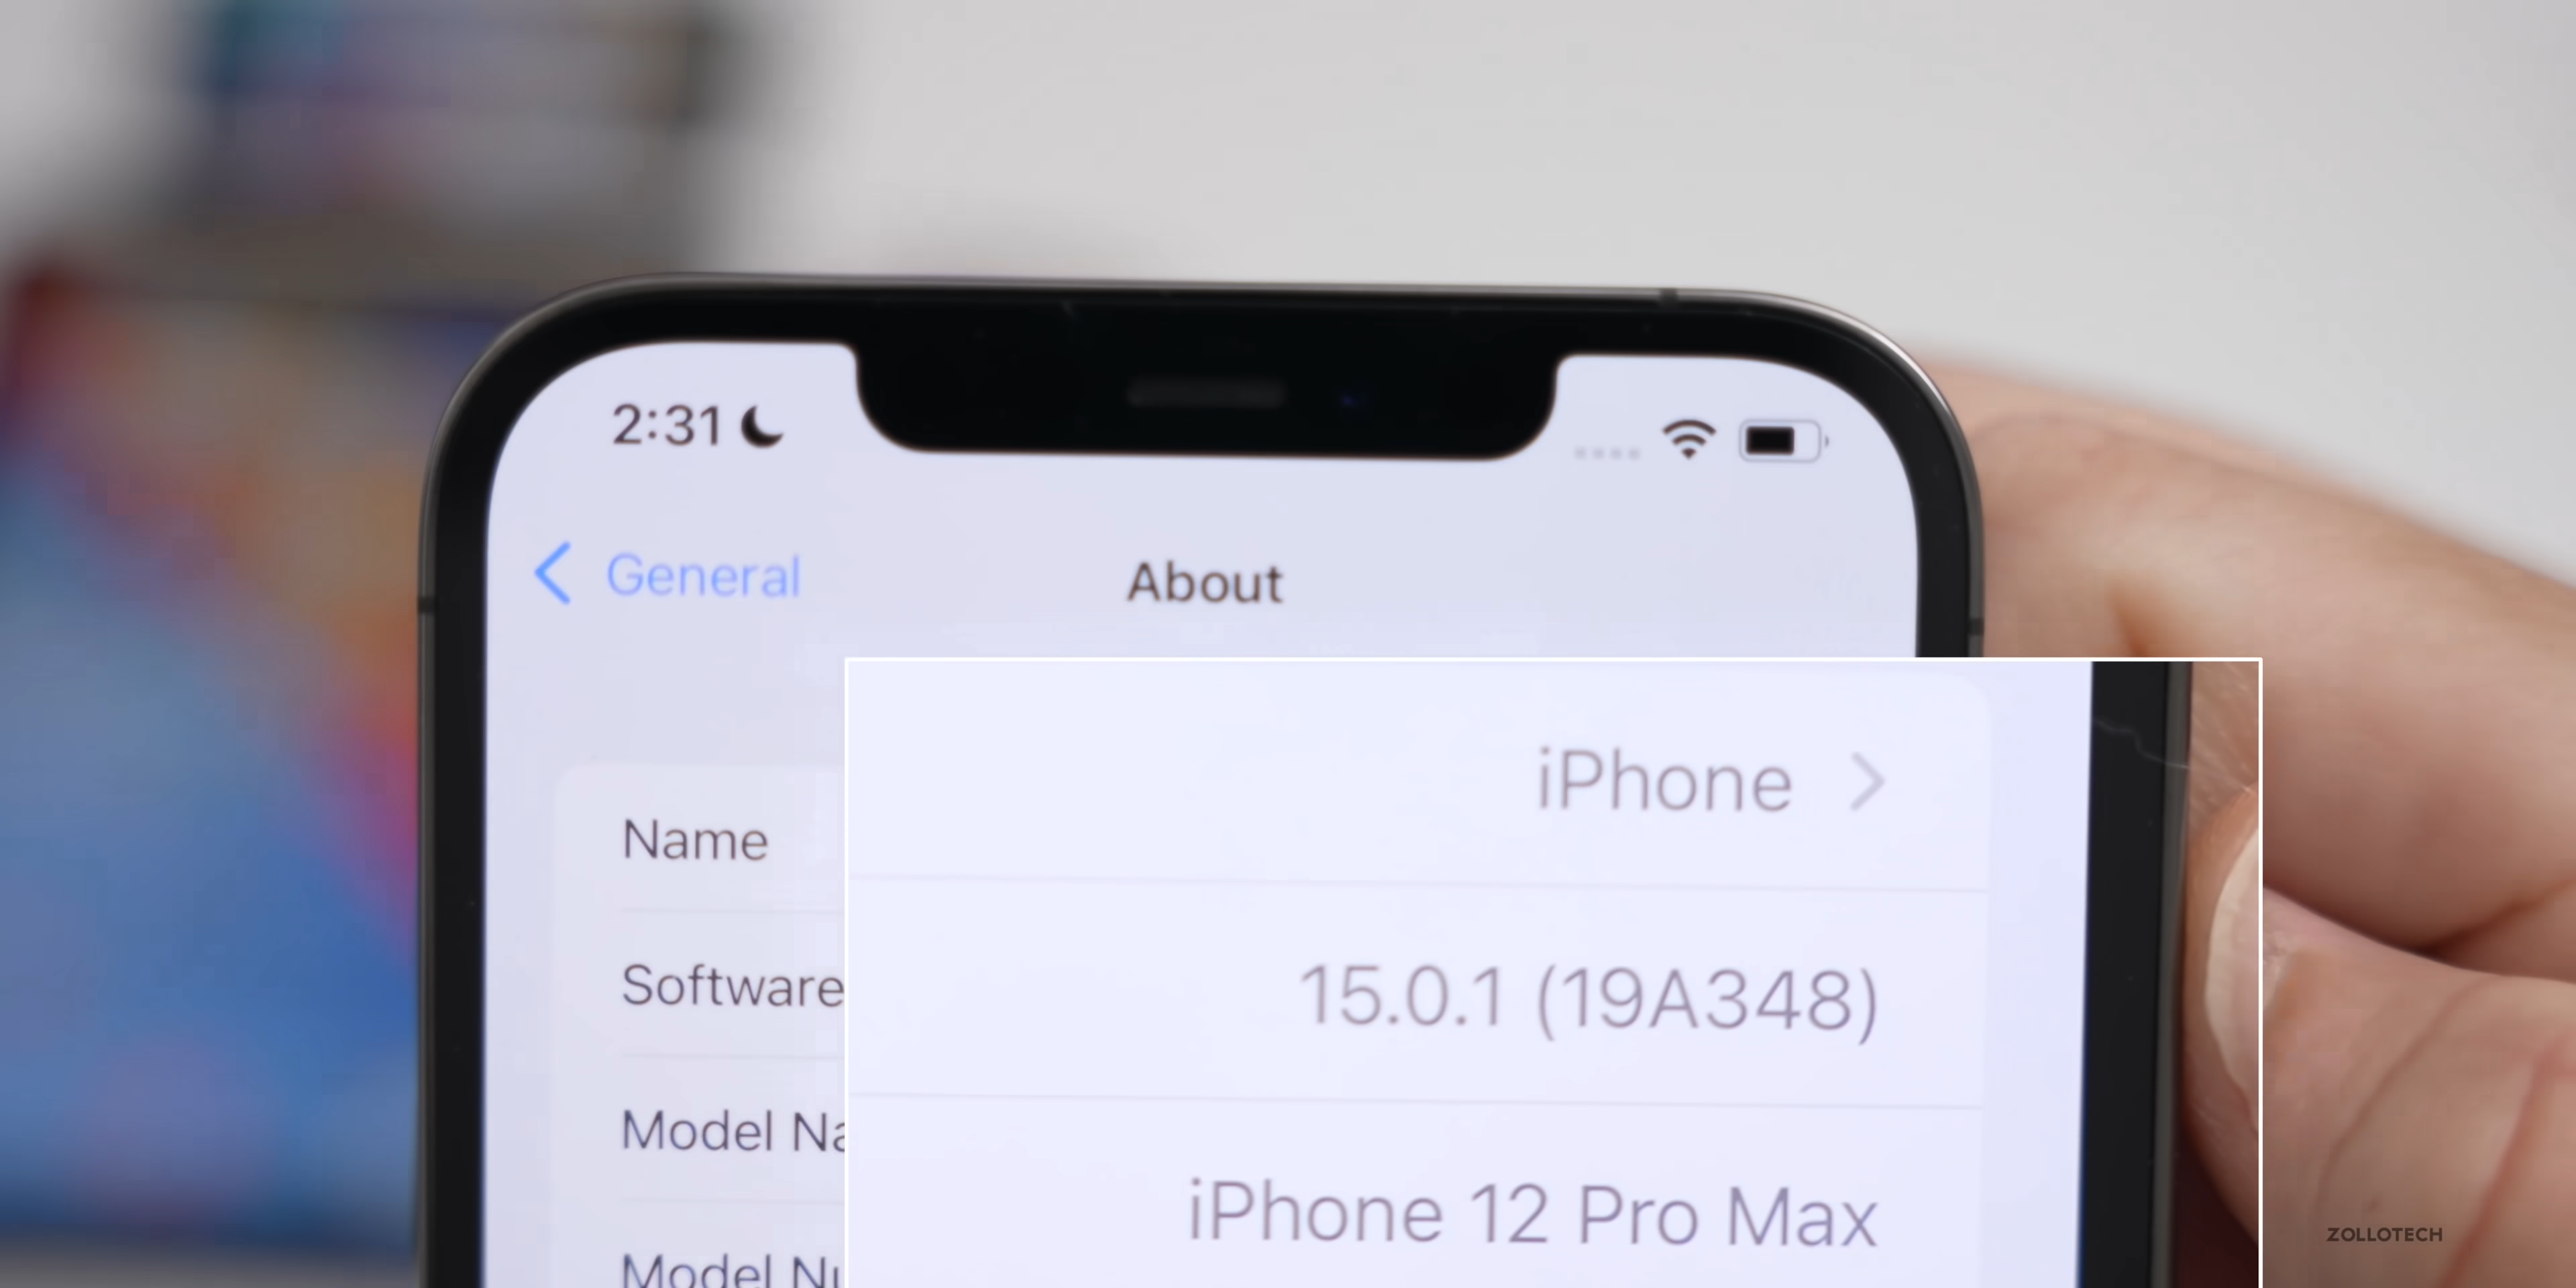 2:31
General
About
Name
iPhone
Software
15.0.1 (19A348)
Model Na
iPhone 12 Pro Max
Model Nu
ZOLLOTECH